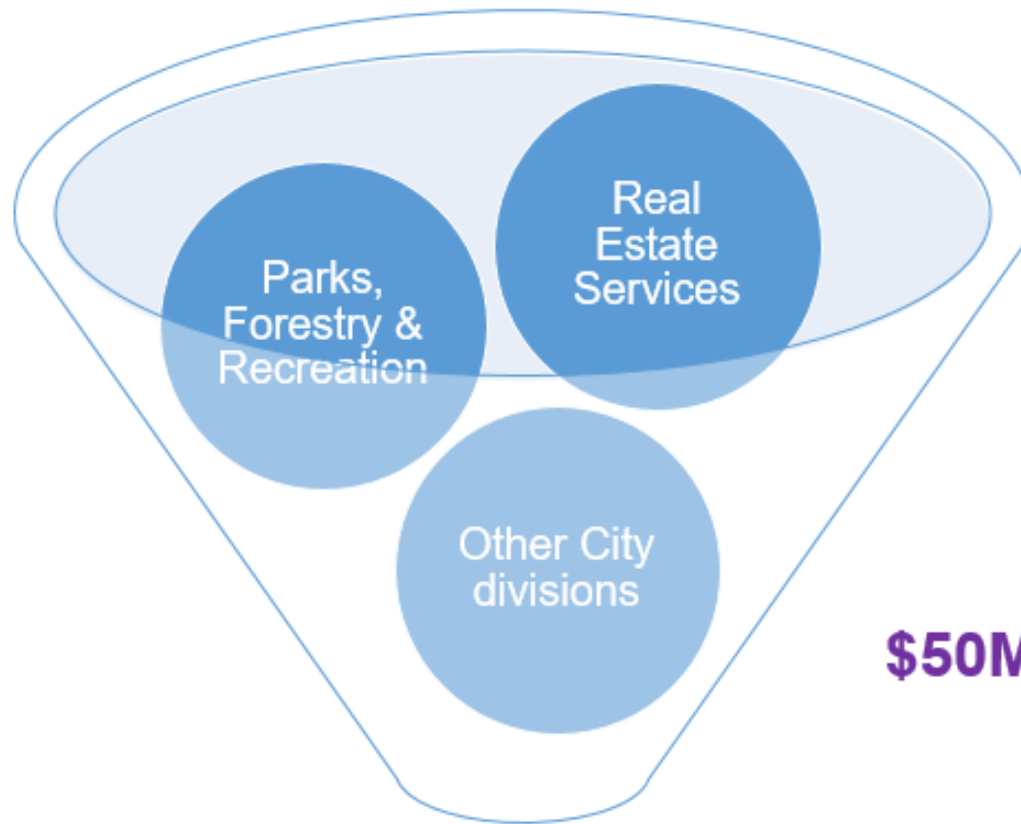 Real
Estate
Services
Parks,
Forestry &
Recreation
Other City
divisions
$50M